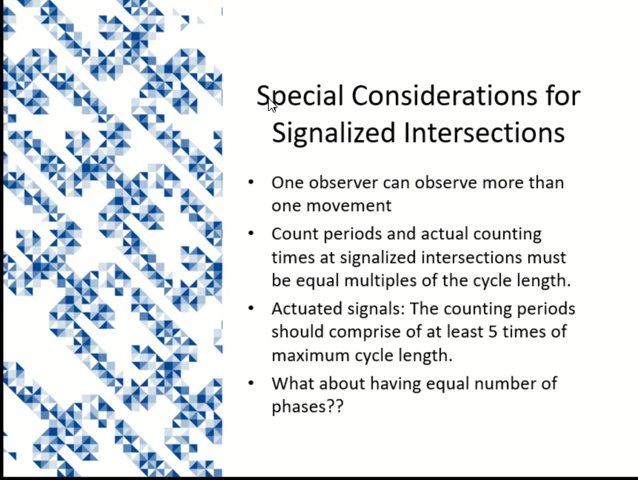 Special Considerations for
Signalized Intersections
• One observer can observe more than
one movement
• Count periods and actual counting
times at signalized intersections must
be equal multiples of the cycle length.
• Actuated signals: The counting periods
should comprise of at least 5 times of
maximum cycle length.
• What about having equal number of
phases??